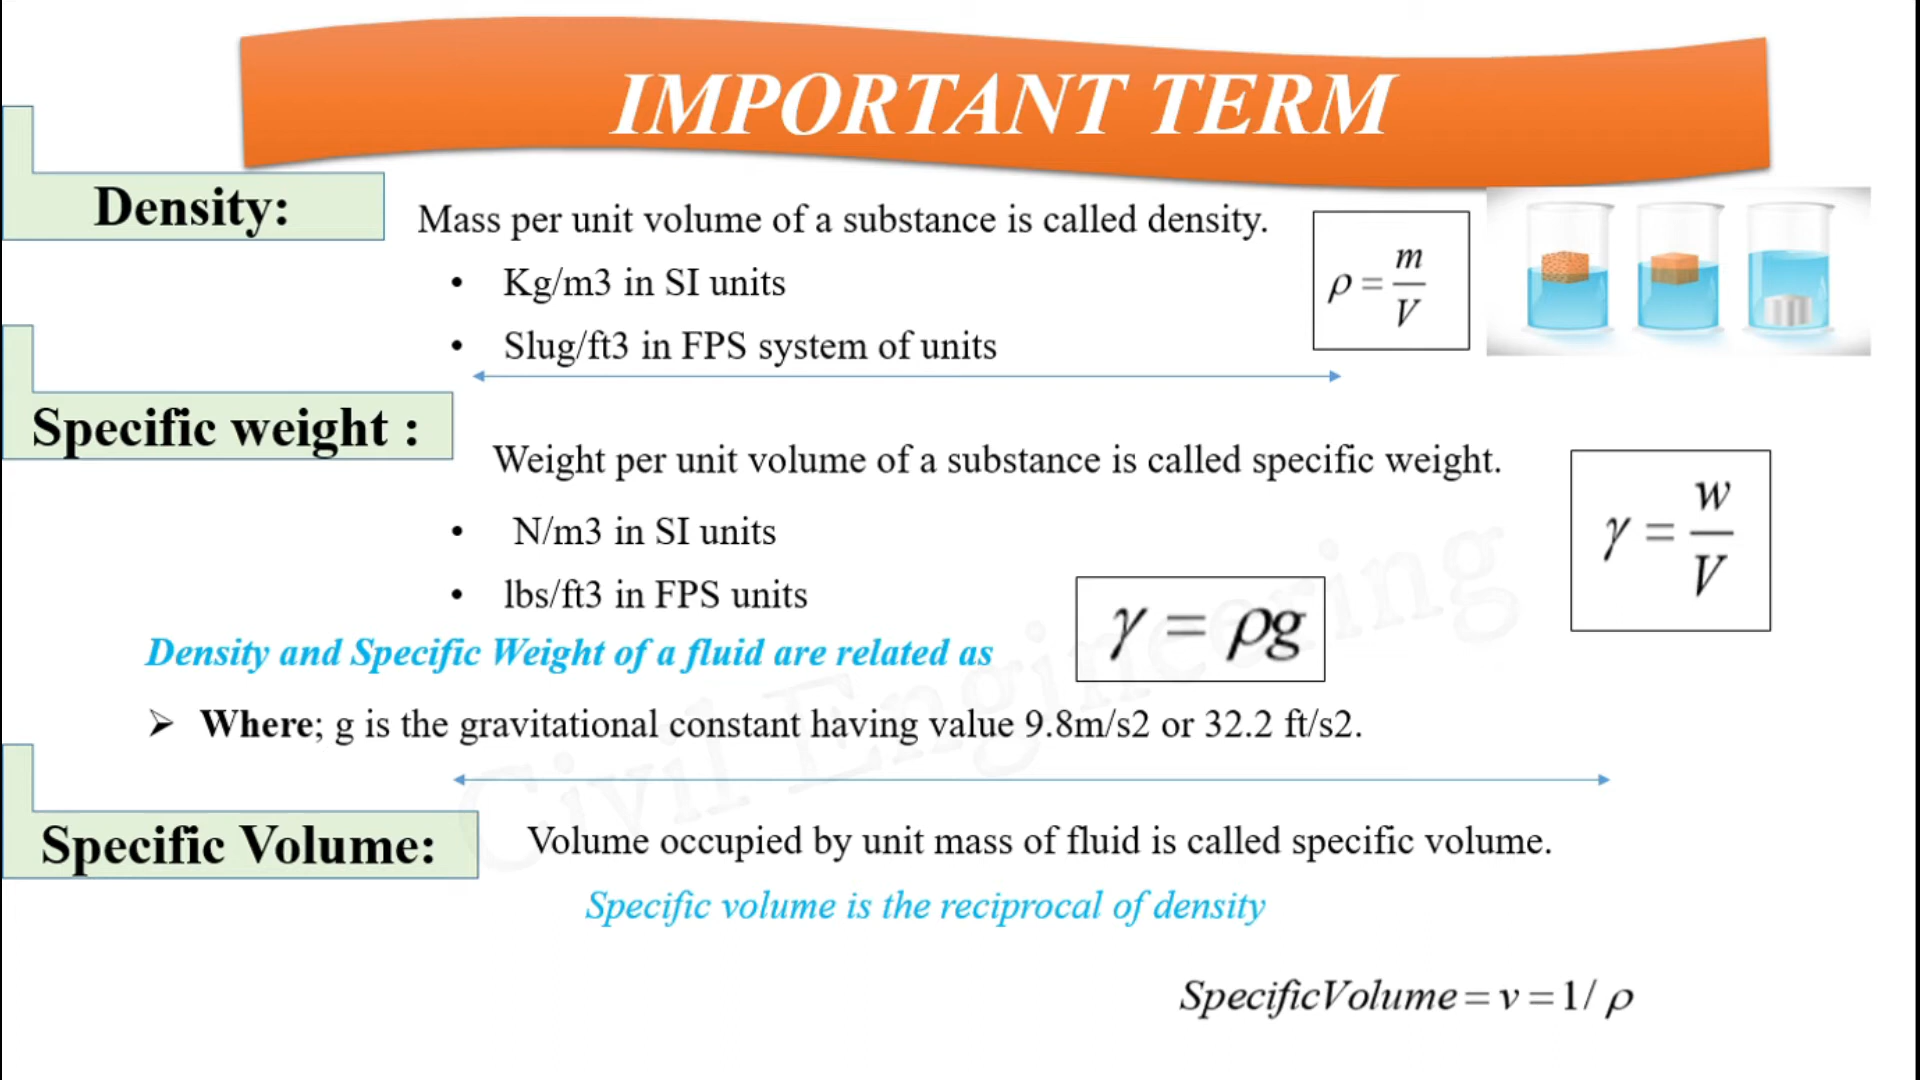 IMPORTANT TERM
Density:
Mass per unit volume of a substance is called density.
• Kg/m3 in SI units
• Slug/ft3 in FPS system of units
ρ = m/V
Specific weight :
Weight per unit volume of a substance is called specific weight.
• N/m3 in SI units
• lbs/ft3 in FPS units
γ = w/V
Density and Specific Weight of a fluid are related as
γ = ρg
➢ Where; g is the gravitational constant having value 9.8m/s2 or 32.2 ft/s2.
Specific Volume:
Volume occupied by unit mass of fluid is called specific volume.
Specific volume is the reciprocal of density
SpecificVolume = v = 1/ ρ
Civil Engineering